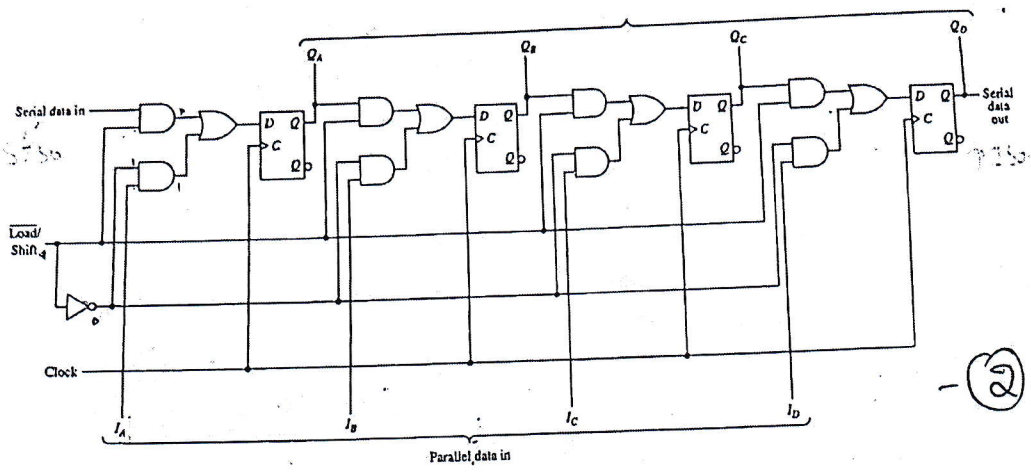 Q_A
Q_B
Q_C
Q_D
Serial data in
D Q
C
Q
D Q
C
Q
D Q
C
Q
D Q
C
Q
Serial
data
out
Load/
Shift
Clock
I_A
I_B
I_C
I_D
Parallel data in
- 2